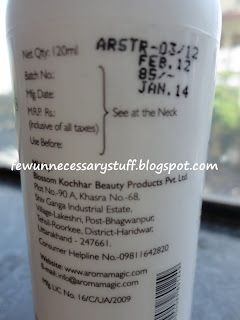 Net. Qty: 120ml
ARSTR-03/12
Batch No:
FEB.12
Mfg Date:
85/-
M.R.P. Rs:
JAN.14
(inclusive of all taxes)
See at the Neck
Use Before:
fewunnecessarystuff.blogspot.com
Blossom Kochhar Beauty Products Pvt. Ltd
Plot No.-90 A, Khasra No.-68,
Shiv Ganga Industrial Estate,
Village-Lakeshri, Post-Bhagwanpur,
Tehsil-Roorkee, District-Haridwar,
Uttarakhand - 247661.
Consumer Helpline No.-09811642820
Website: www.aromamagic.com
E-mail: info@aromamagic.com
Mfg LIC No. 16/C/UA/2009